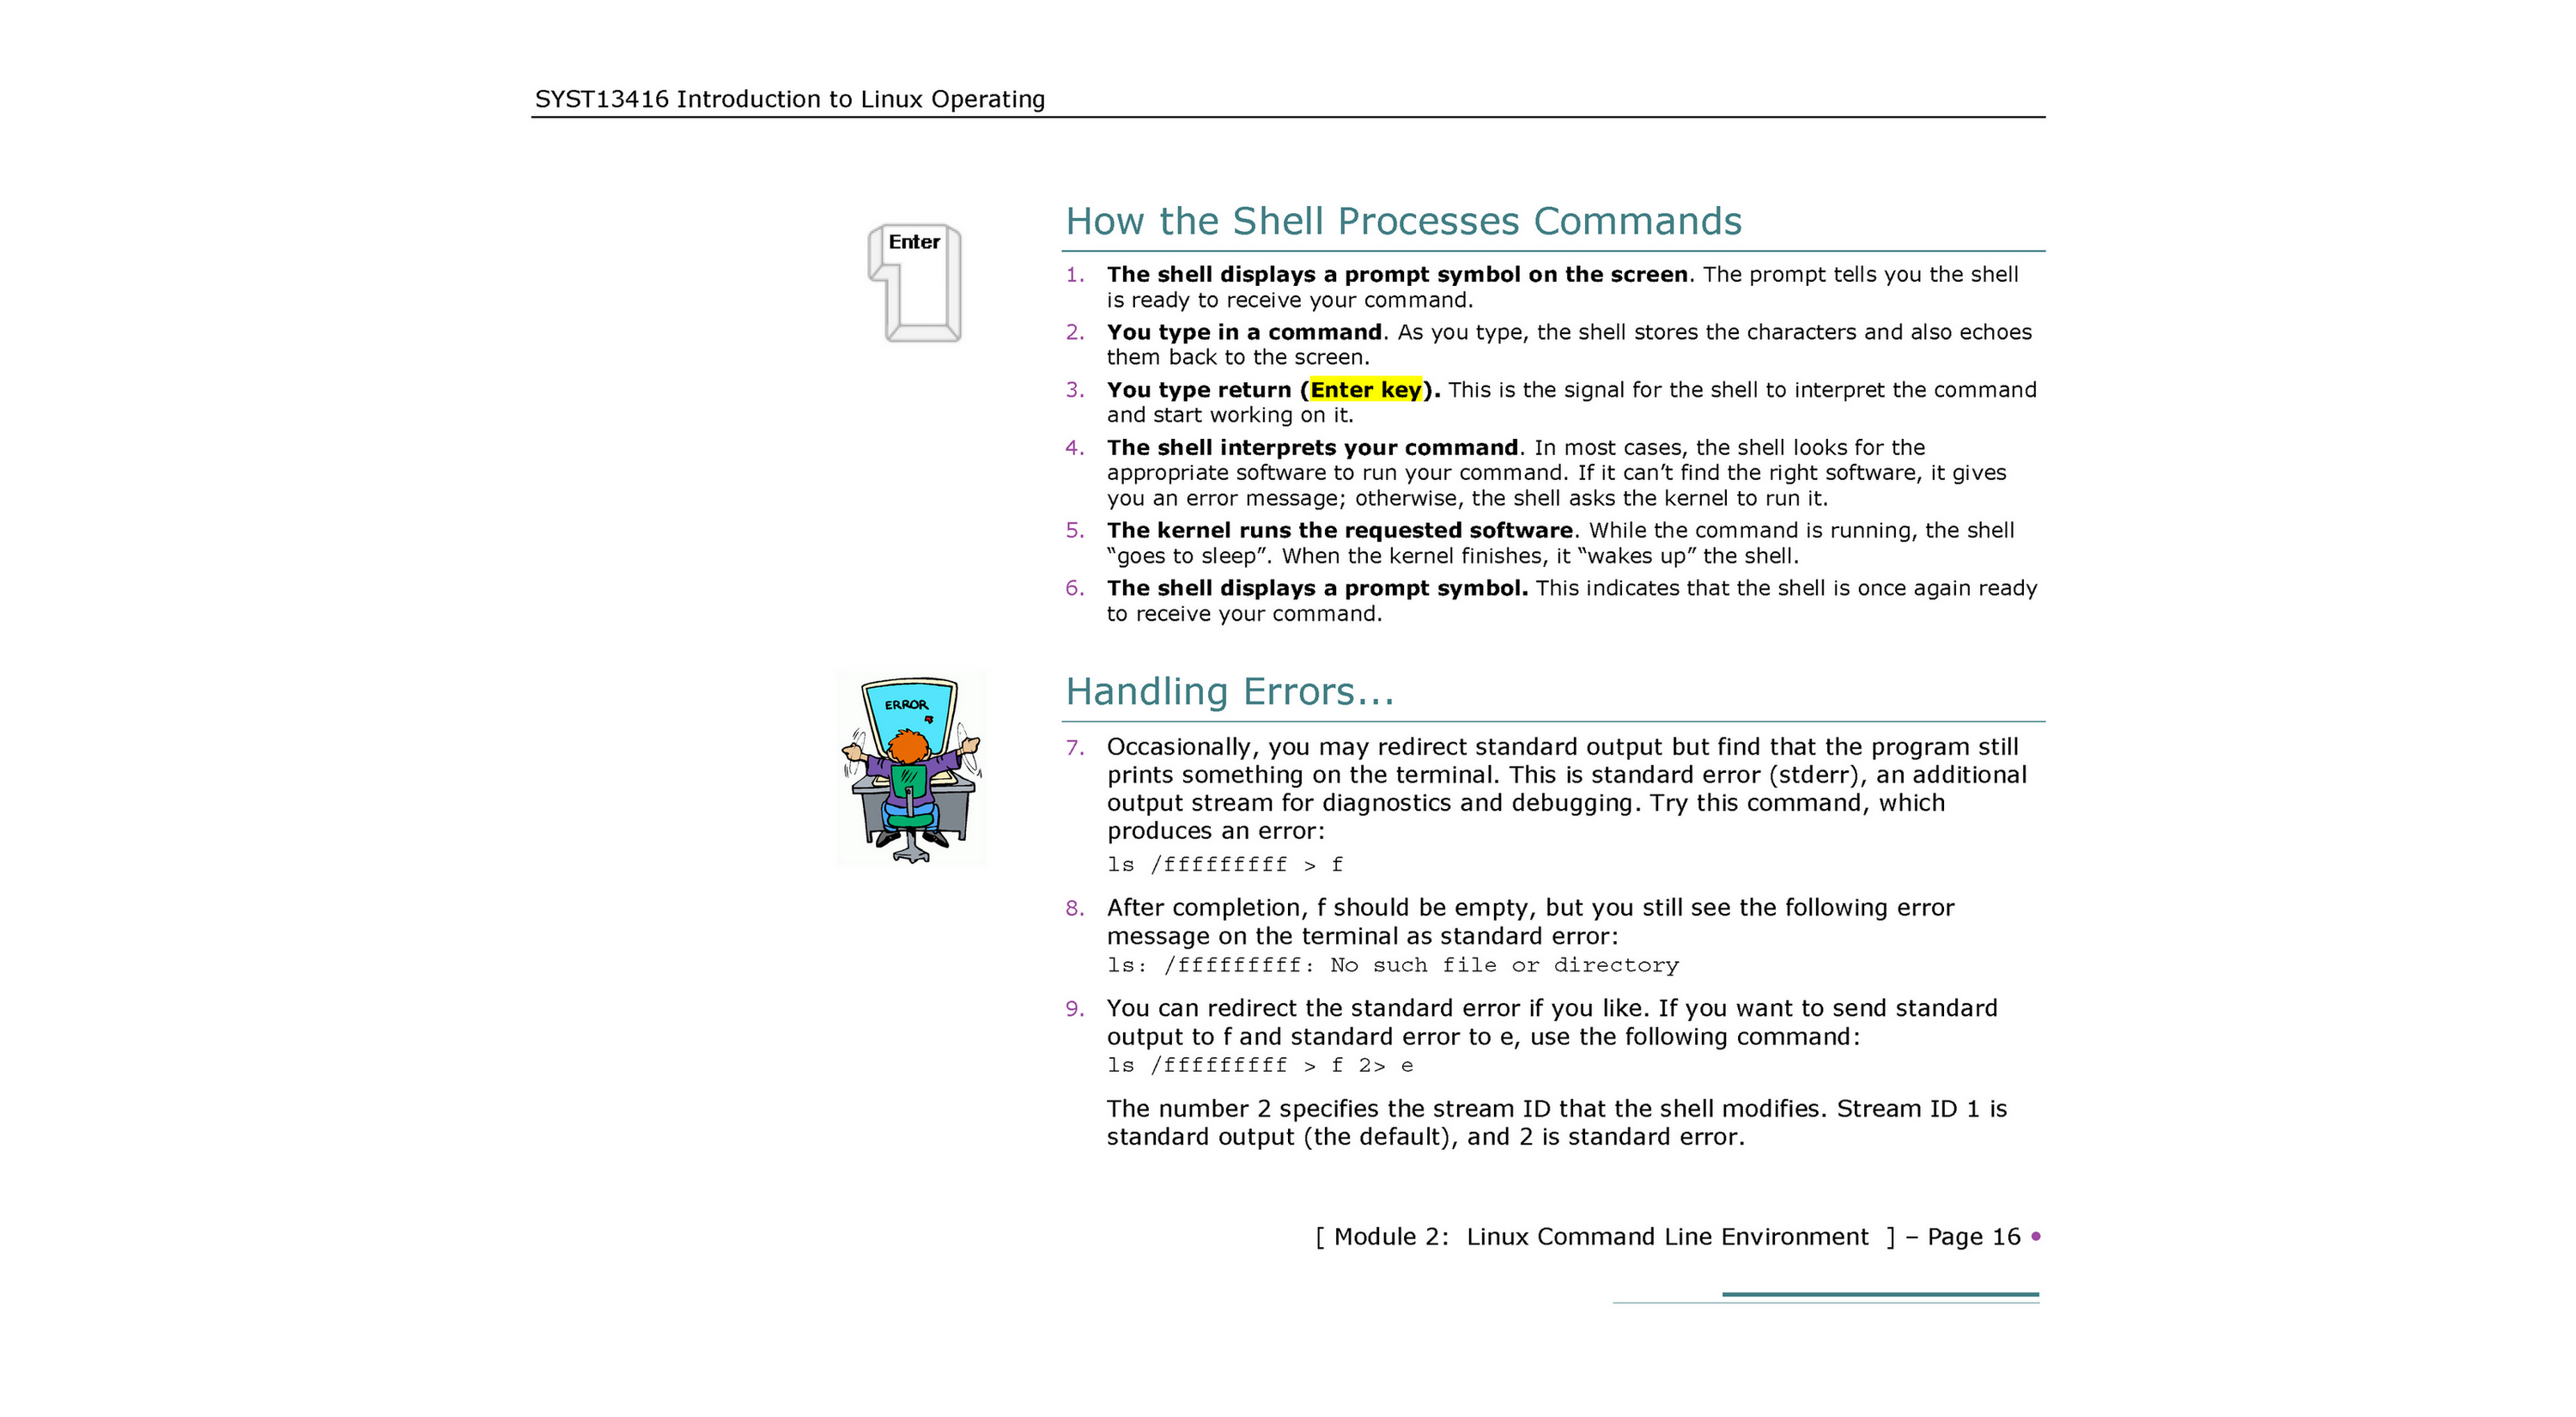 SYST13416 Introduction to Linux Operating
Enter
How the Shell Processes Commands
1. The shell displays a prompt symbol on the screen. The prompt tells you the shell
is ready to receive your command.
2. You type in a command. As you type, the shell stores the characters and also echoes
them back to the screen.
3. You type return (Enter key). This is the signal for the shell to interpret the command
and start working on it.
4. The shell interprets your command. In most cases, the shell looks for the
appropriate software to run your command. If it can’t find the right software, it gives
you an error message; otherwise, the shell asks the kernel to run it.
5. The kernel runs the requested software. While the command is running, the shell
“goes to sleep”. When the kernel finishes, it “wakes up” the shell.
6. The shell displays a prompt symbol. This indicates that the shell is once again ready
to receive your command.
ERROR
Handling Errors...
7. Occasionally, you may redirect standard output but find that the program still
prints something on the terminal. This is standard error (stderr), an additional
output stream for diagnostics and debugging. Try this command, which
produces an error:
ls /fffffffff > f
8. After completion, f should be empty, but you still see the following error
message on the terminal as standard error:
ls: /fffffffff: No such file or directory
9. You can redirect the standard error if you like. If you want to send standard
output to f and standard error to e, use the following command:
ls /fffffffff > f 2> e
The number 2 specifies the stream ID that the shell modifies. Stream ID 1 is
standard output (the default), and 2 is standard error.
[ Module 2:  Linux Command Line Environment  ] – Page 16 •